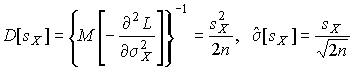 D[s_X] = { M [ -∂²L / ∂σ_X² ] }⁻¹ = s_X² / 2n, σ̂[s_X] = s_X / √2n